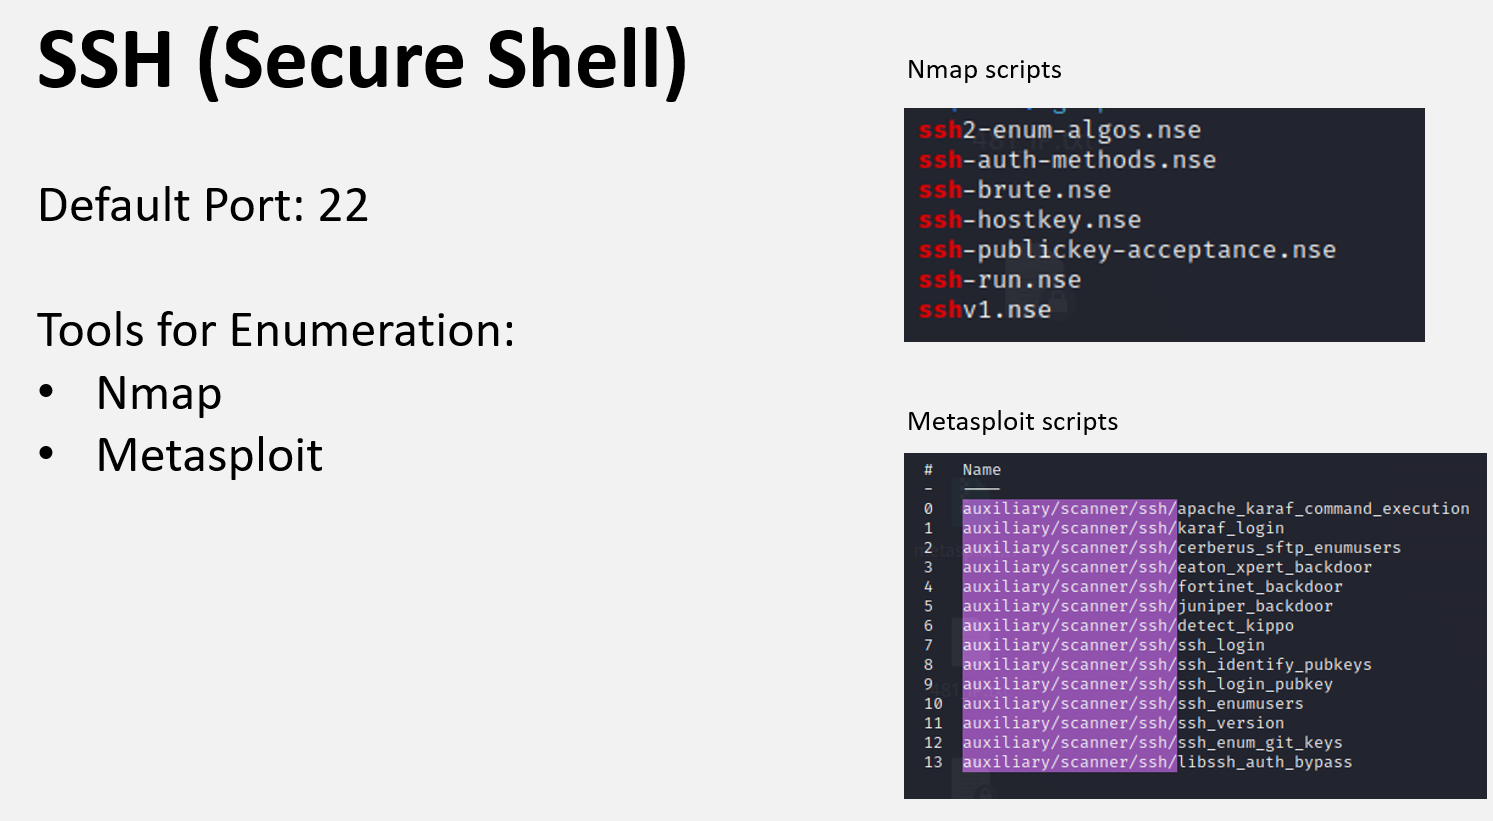 SSH (Secure Shell)
Default Port: 22
Tools for Enumeration:
• Nmap
• Metasploit
Nmap scripts
ssh2-enum-algos.nse
ssh-auth-methods.nse
ssh-brute.nse
ssh-hostkey.nse
ssh-publickey-acceptance.nse
ssh-run.nse
sshv1.nse
Metasploit scripts
# Name
- ----
0 auxiliary/scanner/ssh/apache_karaf_command_execution
1 auxiliary/scanner/ssh/karaf_login
2 auxiliary/scanner/ssh/cerberus_sftp_enumusers
3 auxiliary/scanner/ssh/eaton_xpert_backdoor
4 auxiliary/scanner/ssh/fortinet_backdoor
5 auxiliary/scanner/ssh/juniper_backdoor
6 auxiliary/scanner/ssh/detect_kippo
7 auxiliary/scanner/ssh/ssh_login
8 auxiliary/scanner/ssh/ssh_identify_pubkeys
9 auxiliary/scanner/ssh/ssh_login_pubkey
10 auxiliary/scanner/ssh/ssh_enumusers
11 auxiliary/scanner/ssh/ssh_version
12 auxiliary/scanner/ssh/ssh_enum_git_keys
13 auxiliary/scanner/ssh/libssh_auth_bypass